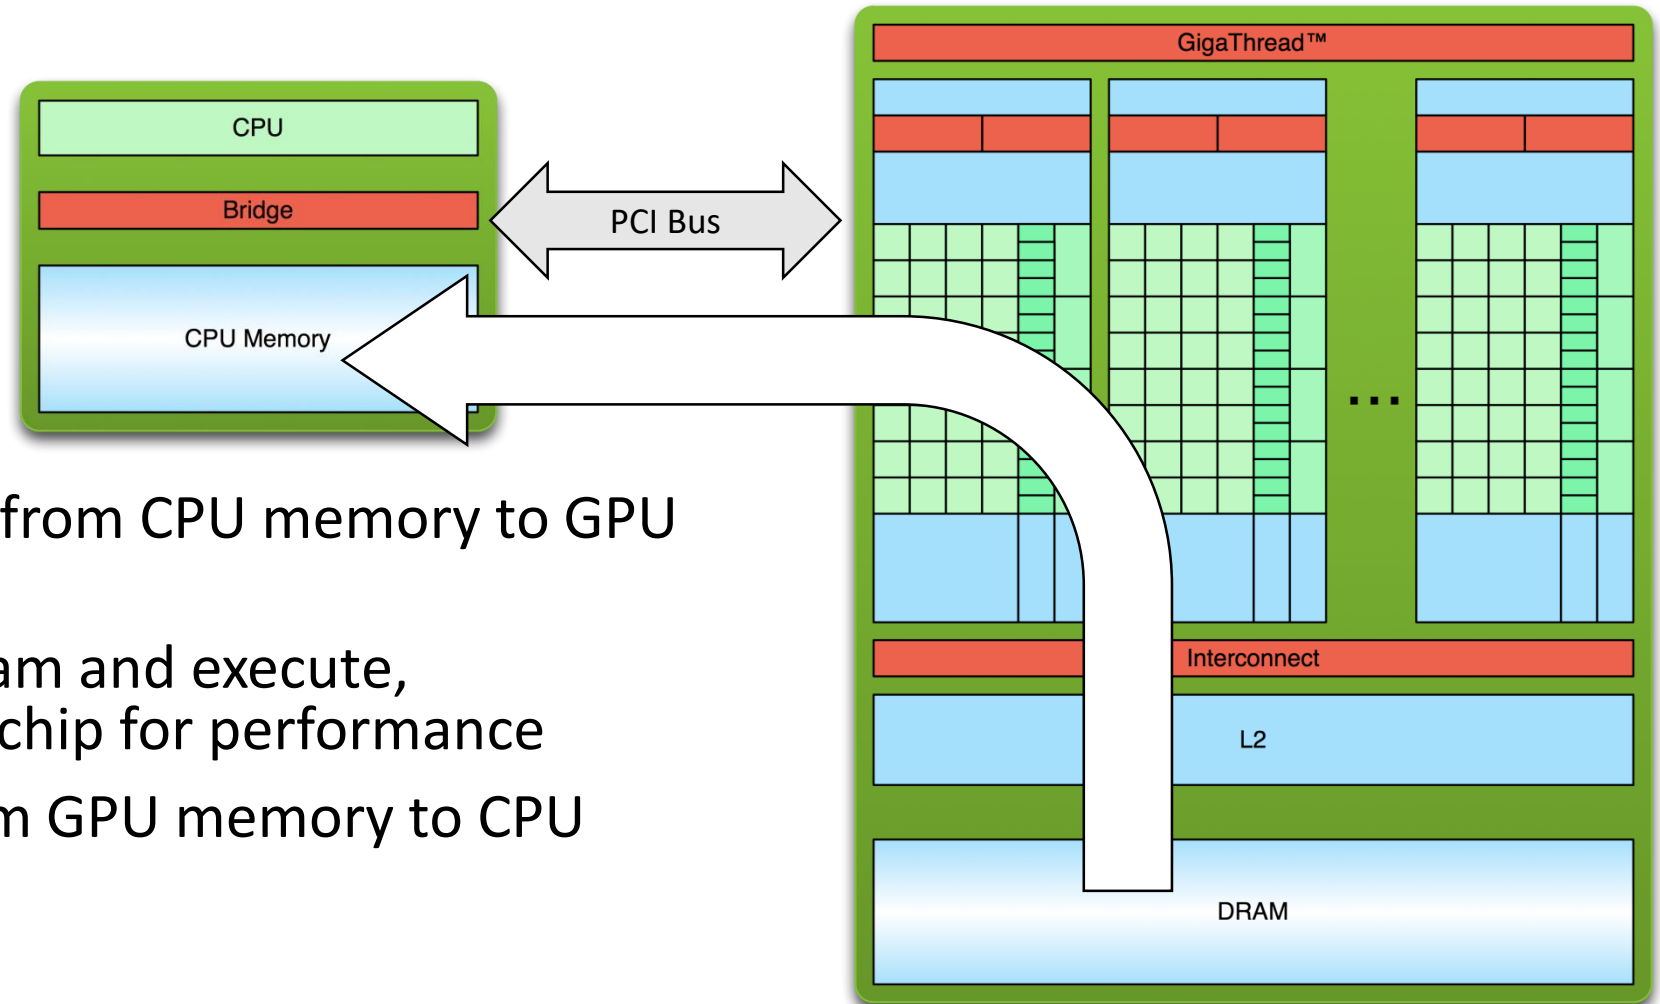 GigaThread™
CPU
Bridge
PCI Bus
CPU Memory
...
from CPU memory to GPU
am and execute,
chip for performance
m GPU memory to CPU
Interconnect
L2
DRAM